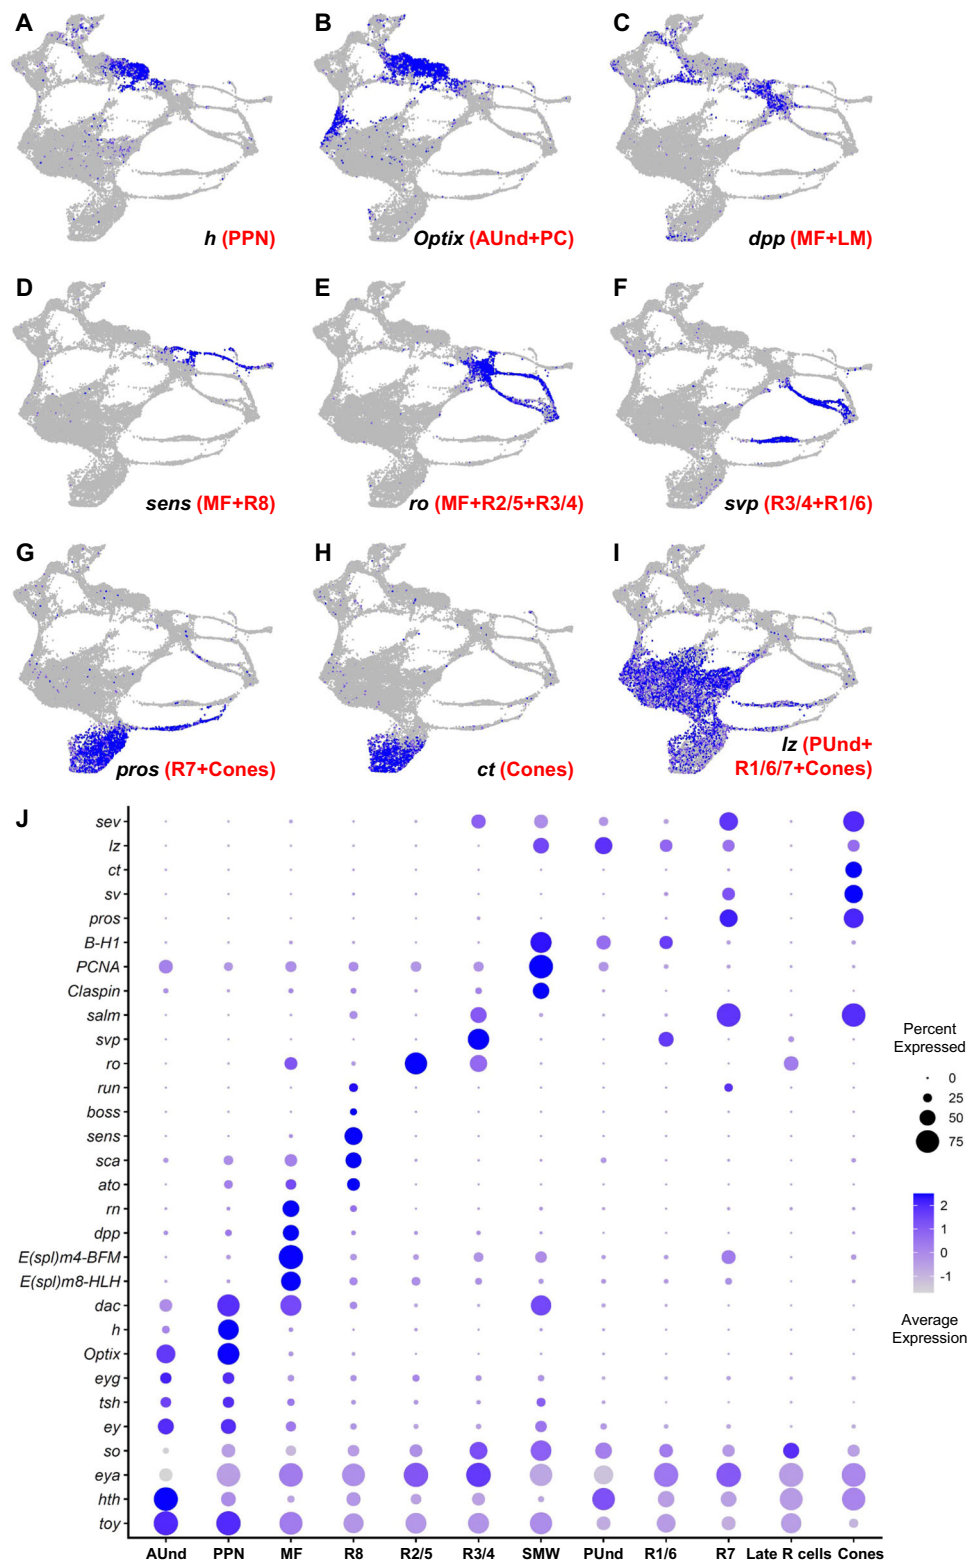 A
B
C
h (PPN)
Optix (AUnd+PC)
dpp (MF+LM)
D
E
F
sens (MF+R8)
ro (MF+R2/5+R3/4)
svp (R3/4+R1/6)
G
H
I
pros (R7+Cones)
ct (Cones)
lz (PUnd+
R1/6/7+Cones)
J
sev
lz
ct
sv
pros
B-H1
PCNA
Claspin
salm
svp
ro
run
boss
sens
sca
ato
rn
dpp
E(spl)m4-BFM
E(spl)m8-HLH
dac
h
Optix
eyg
tsh
ey
so
eya
hth
toy
AUnd PPN MF R8 R2/5 R3/4 SMW PUnd R1/6 R7 Late R cells Cones
Percent
Expressed
0
25
50
75
2
1
0
-1
Average
Expression